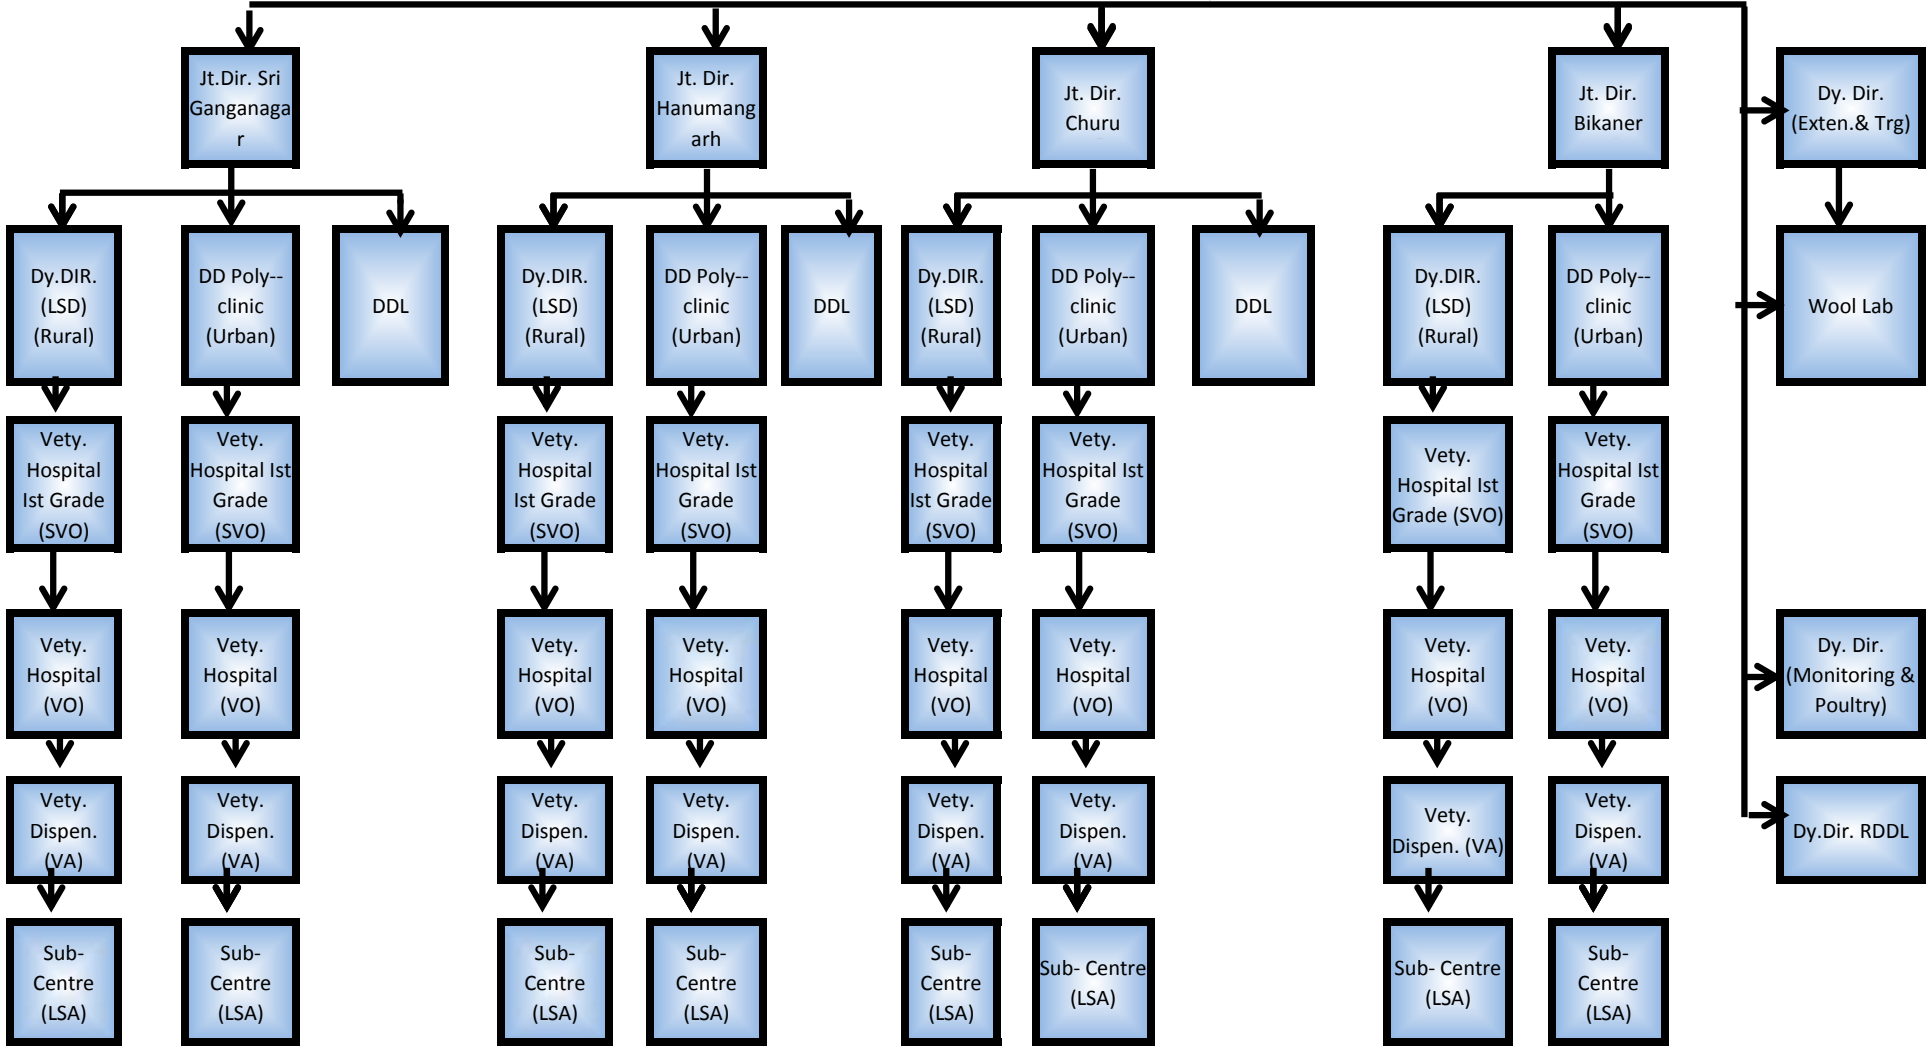 Jt.Dir. Sri
Ganganaga
r
Jt. Dir.
Hanumang
arh
Jt. Dir.
Churu
Jt. Dir.
Bikaner
Dy. Dir.
(Exten.& Trg)
Dy.DIR.
(LSD)
(Rural)
DD Poly--
clinic
(Urban)
DDL
Dy.DIR.
(LSD)
(Rural)
DD Poly--
clinic
(Urban)
DDL
Dy.DIR.
(LSD)
(Rural)
DD Poly--
clinic
(Urban)
DDL
Dy.DIR.
(LSD)
(Rural)
DD Poly--
clinic
(Urban)
Wool Lab
Vety.
Hospital
Ist Grade
(SVO)
Vety.
Hospital Ist
Grade
(SVO)
Vety.
Hospital
Ist Grade
(SVO)
Vety.
Hospital Ist
Grade
(SVO)
Vety.
Hospital
Ist Grade
(SVO)
Vety.
Hospital Ist
Grade
(SVO)
Vety.
Hospital Ist
Grade (SVO)
Vety.
Hospital Ist
Grade
(SVO)
Vety.
Hospital
(VO)
Vety.
Hospital
(VO)
Vety.
Hospital
(VO)
Vety.
Hospital
(VO)
Vety.
Hospital
(VO)
Vety.
Hospital
(VO)
Vety.
Hospital
(VO)
Vety.
Hospital
(VO)
Dy. Dir.
(Monitoring &
Poultry)
Vety.
Dispen.
(VA)
Vety.
Dispen.
(VA)
Vety.
Dispen.
(VA)
Vety.
Dispen.
(VA)
Vety.
Dispen.
(VA)
Vety.
Dispen.
(VA)
Vety.
Dispen. (VA)
Vety.
Dispen.
(VA)
Dy.Dir. RDDL
Sub-
Centre
(LSA)
Sub-
Centre
(LSA)
Sub-
Centre
(LSA)
Sub-
Centre
(LSA)
Sub-
Centre
(LSA)
Sub- Centre
(LSA)
Sub- Centre
(LSA)
Sub-
Centre
(LSA)